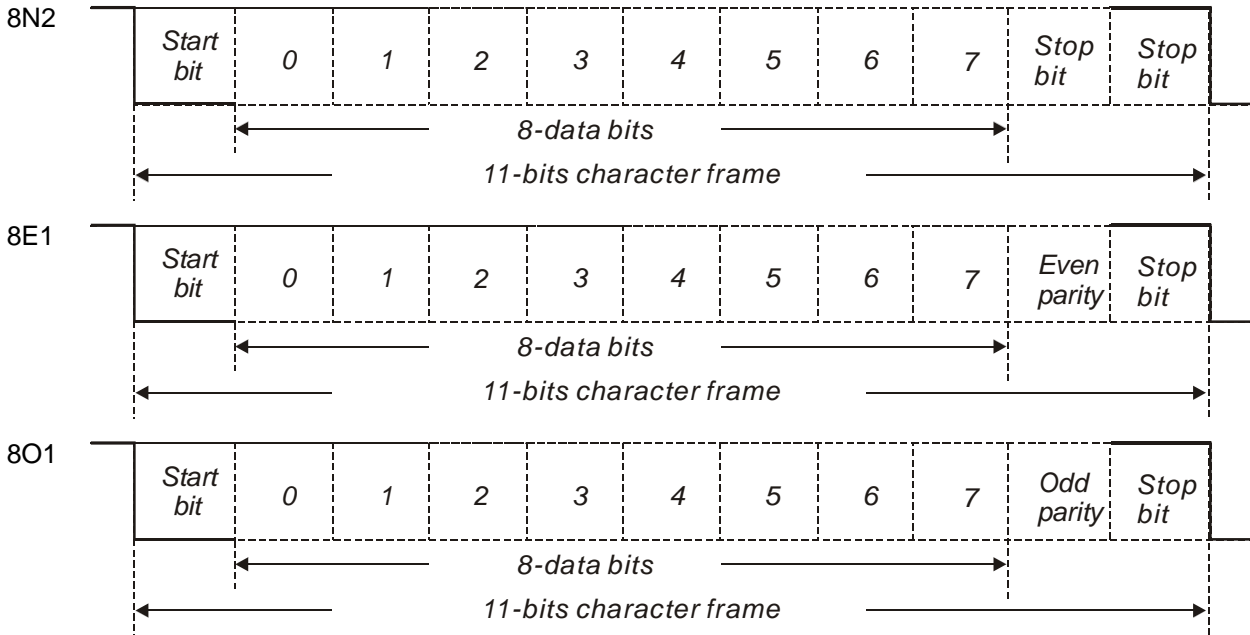 8N2
Start bit 0 1 2 3 4 5 6 7 Stop bit Stop bit
8-data bits
11-bits character frame
8E1
Start bit 0 1 2 3 4 5 6 7 Even parity Stop bit
8-data bits
11-bits character frame
8O1
Start bit 0 1 2 3 4 5 6 7 Odd parity Stop bit
8-data bits
11-bits character frame